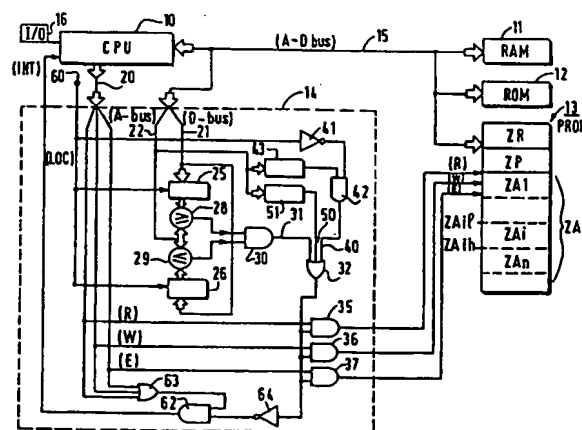 16
10
I/O
CPU
(A-D bus)
15
11
RAM
12
ROM
(INT)
60
20
14
13
PROM
(A-bus)
(D-bus)
22
21
41
43
42
ZR
ZP
(LOC)
25
51
(R)
(W)
(E)
ZA1
28
31
50
40
ZAiℓ
ZAi
ZA
≥
30
32
ZAih
29
≥
ZAn
26
35
(R)
36
(W)
37
(E)
63
62
64